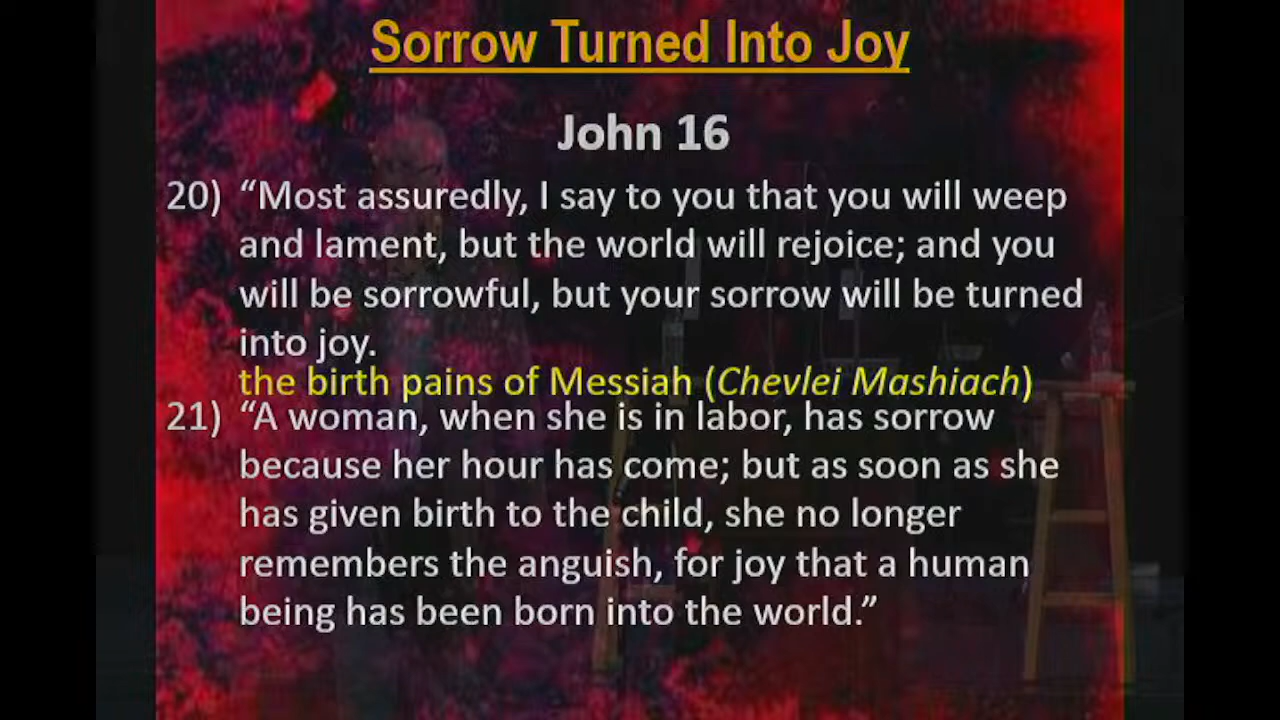 Sorrow Turned Into Joy
John 16
20) “Most assuredly, I say to you that you will weep
and lament, but the world will rejoice; and you
will be sorrowful, but your sorrow will be turned
into joy.
the birth pains of Messiah (Chevlei Mashiach)
21) “A woman, when she is in labor, has sorrow
because her hour has come; but as soon as she
has given birth to the child, she no longer
remembers the anguish, for joy that a human
being has been born into the world.”